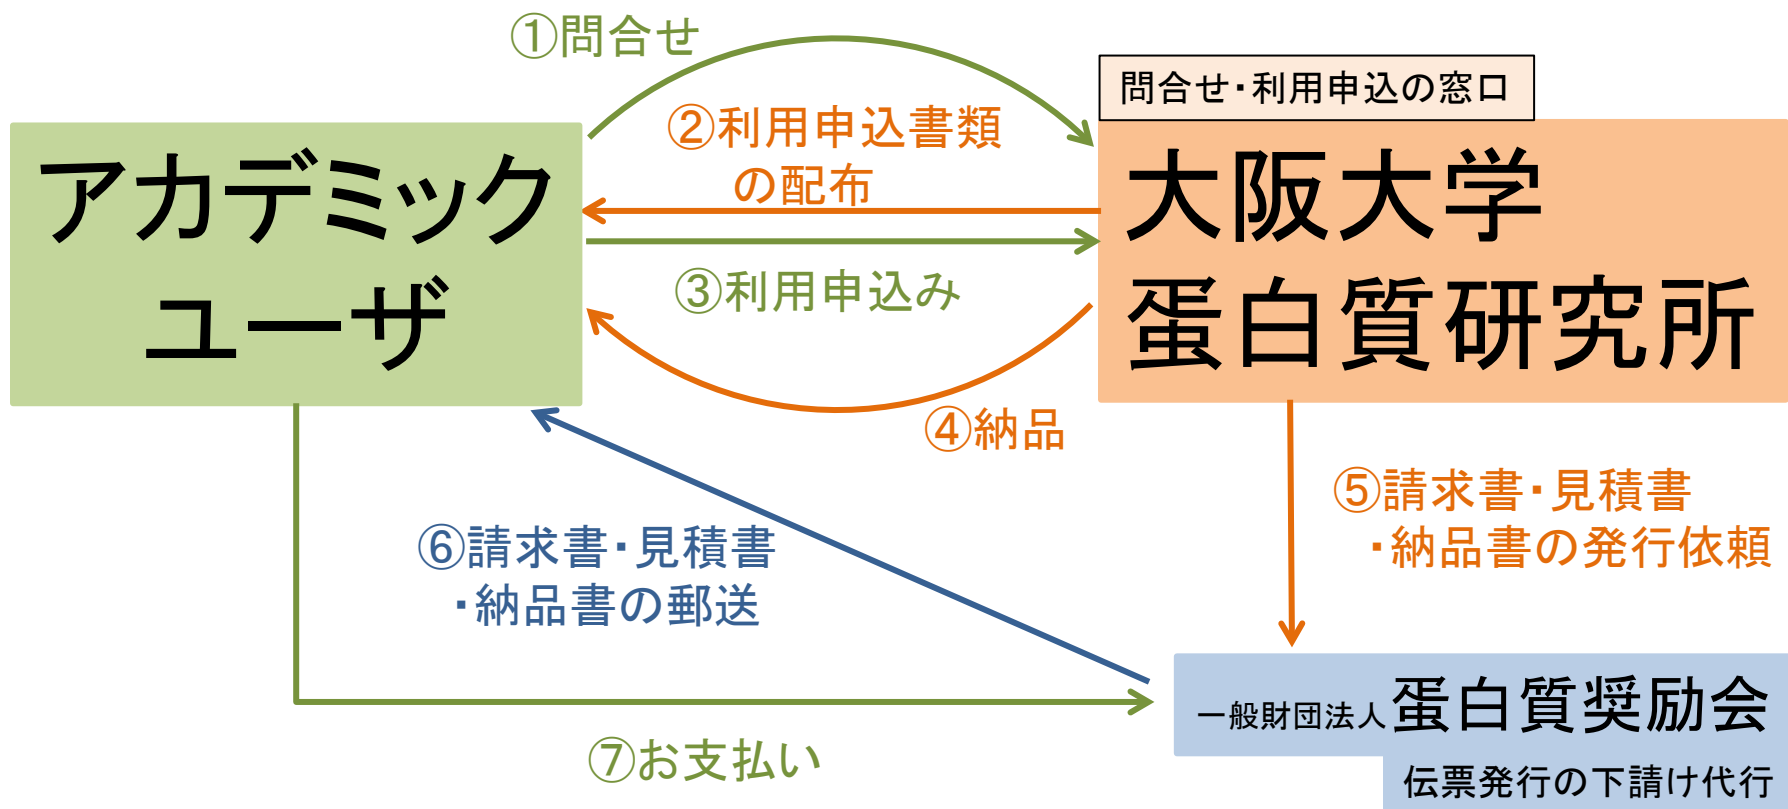 ①問合せ
問合せ・利用申込の窓口
②利用申込書類
の配布
アカデミック
ユーザ
大阪大学
蛋白質研究所
③利用申込み
④納品
⑤請求書・見積書
・納品書の発行依頼
⑥請求書・見積書
・納品書の郵送
一般財団法人蛋白質奨励会
⑦お支払い
伝票発行の下請け代行